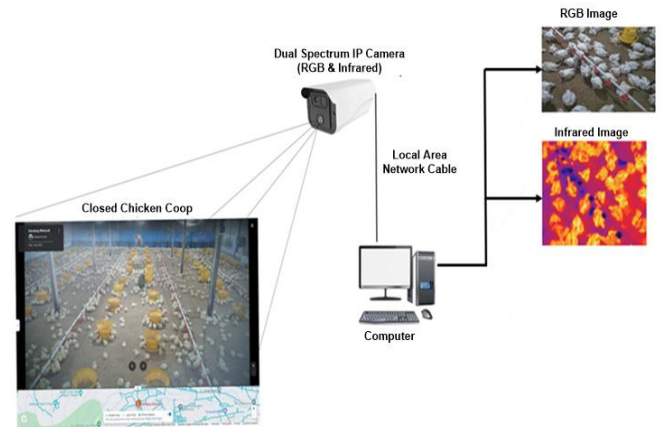 RGB Image
Dual Spectrum IP Camera
(RGB & Infrared)
Infrared Image
Local Area
Network Cable
Closed Chicken Coop
Computer